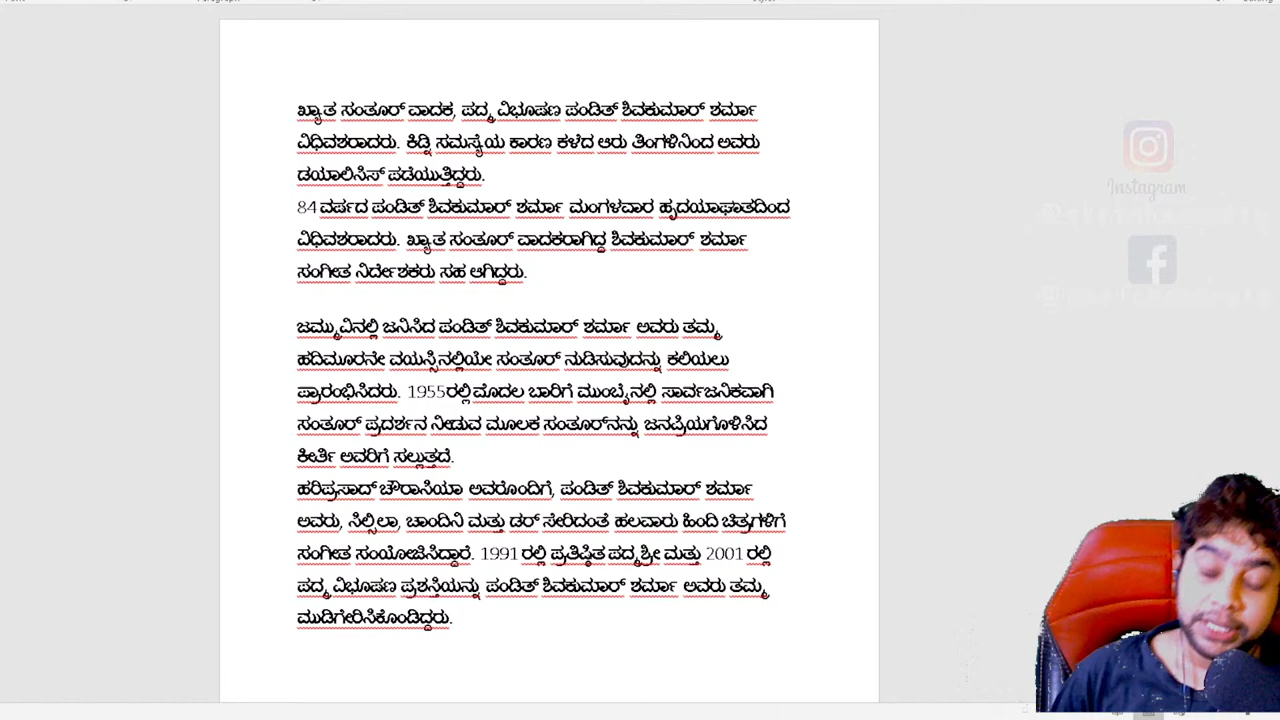 ಖ್ಯಾತ ಸಂತೂರ್ ವಾದಕ, ಪದ್ಮ ವಿಭೂಷಣ ಪಂಡಿತ್ ಶಿವಕುಮಾರ್ ಶರ್ಮಾ
ವಿಧಿವಶರಾದರು. ಕಿಡ್ನಿ ಸಮಸ್ಯೆಯ ಕಾರಣ ಕಳೆದ ಆರು ತಿಂಗಳಿನಿಂದ ಅವರು
ಡಯಾಲಿಸಿಸ್ ಪಡೆಯುತ್ತಿದ್ದರು.
84 ವರ್ಷದ ಪಂಡಿತ್ ಶಿವಕುಮಾರ್ ಶರ್ಮಾ ಮಂಗಳವಾರ ಹೃದಯಾಘಾತದಿಂದ
ವಿಧಿವಶರಾದರು. ಖ್ಯಾತ ಸಂತೂರ್ ವಾದಕರಾಗಿದ್ದ ಶಿವಕುಮಾರ್ ಶರ್ಮಾ
ಸಂಗೀತ ನಿರ್ದೇಶಕರು ಸಹ ಆಗಿದ್ದರು.
ಜಮ್ಮುವಿನಲ್ಲಿ ಜನಿಸಿದ ಪಂಡಿತ್ ಶಿವಕುಮಾರ್ ಶರ್ಮಾ ಅವರು ತಮ್ಮ
ಹದಿಮೂರನೇ ವಯಸ್ಸಿನಲ್ಲಿಯೇ ಸಂತೂರ್ ನುಡಿಸುವುದನ್ನು ಕಲಿಯಲು
ಪ್ರಾರಂಭಿಸಿದರು. 1955ರಲ್ಲಿ ಮೊದಲ ಬಾರಿಗೆ ಮುಂಬೈನಲ್ಲಿ ಸಾರ್ವಜನಿಕವಾಗಿ
ಸಂತೂರ್ ಪ್ರದರ್ಶನ ನೀಡುವ ಮೂಲಕ ಸಂತೂರ್‌ನನ್ನು ಜನಪ್ರಿಯಗೊಳಿಸಿದ
ಕೀರ್ತಿ ಅವರಿಗೆ ಸಲ್ಲುತ್ತದೆ.
ಹರಿಪ್ರಸಾದ್ ಚೌರಾಸಿಯಾ ಅವರೊಂದಿಗೆ, ಪಂಡಿತ್ ಶಿವಕುಮಾರ್ ಶರ್ಮಾ
ಅವರು, ಸಿಲ್ಸಿಲಾ, ಚಾಂದಿನಿ ಮತ್ತು ಡರ್ ಸೇರಿದಂತೆ ಹಲವಾರು ಹಿಂದಿ ಚಿತ್ರಗಳಿಗೆ
ಸಂಗೀತ ಸಂಯೋಜಿಸಿದ್ದಾರೆ. 1991 ರಲ್ಲಿ ಪ್ರತಿಷ್ಠಿತ ಪದ್ಮಶ್ರೀ ಮತ್ತು 2001 ರಲ್ಲಿ
ಪದ್ಮ ವಿಭೂಷಣ ಪ್ರಶಸ್ತಿಯನ್ನು ಪಂಡಿತ್ ಶಿವಕುಮಾರ್ ಶರ್ಮಾ ಅವರು ತಮ್ಮ
ಮುಡಿಗೇರಿಸಿಕೊಂಡಿದ್ದರು.
Instagram